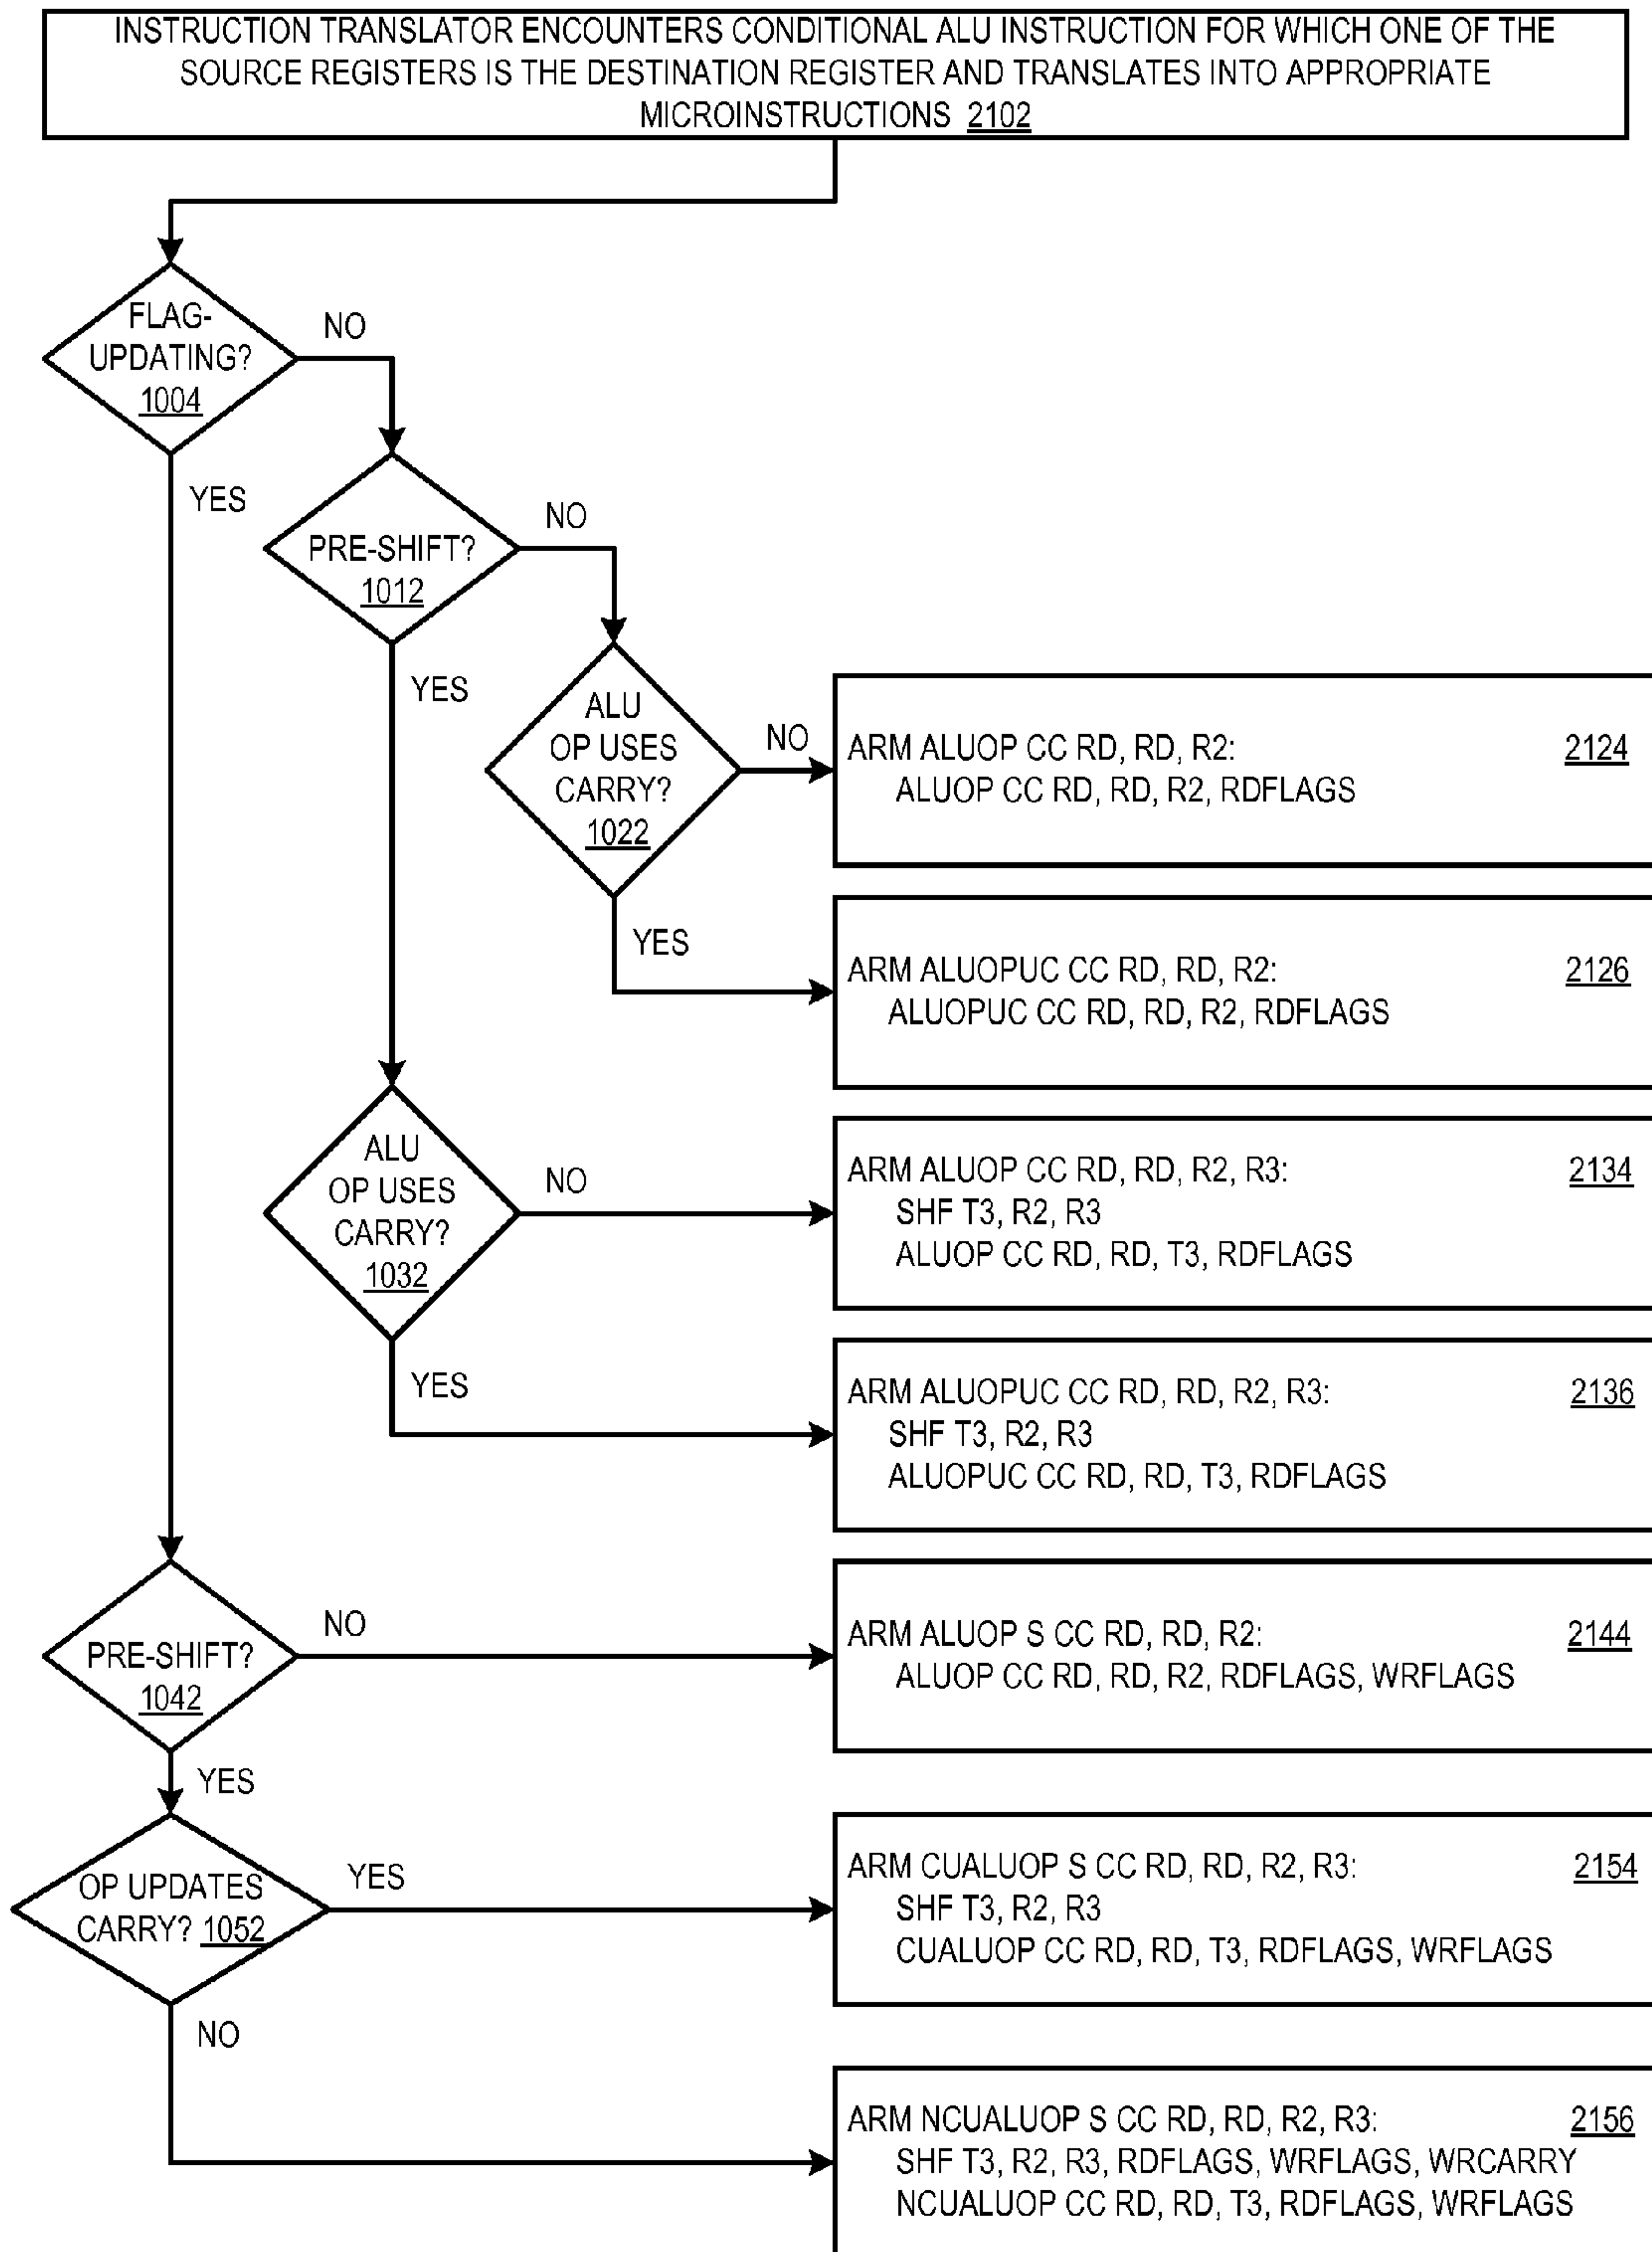 INSTRUCTION TRANSLATOR ENCOUNTERS CONDITIONAL ALU INSTRUCTION FOR WHICH ONE OF THE
SOURCE REGISTERS IS THE DESTINATION REGISTER AND TRANSLATES INTO APPROPRIATE
MICROINSTRUCTIONS 2102
FLAG-
UPDATING?
1004
NO
YES
PRE-SHIFT?
1012
NO
YES
ALU
OP USES
CARRY?
1022
NO
YES
ARM ALUOP CC RD, RD, R2: 2124
ALUOP CC RD, RD, R2, RDFLAGS
ARM ALUOPUC CC RD, RD, R2: 2126
ALUOPUC CC RD, RD, R2, RDFLAGS
ALU
OP USES
CARRY?
1032
NO
YES
ARM ALUOP CC RD, RD, R2, R3: 2134
SHF T3, R2, R3
ALUOP CC RD, RD, T3, RDFLAGS
ARM ALUOPUC CC RD, RD, R2, R3: 2136
SHF T3, R2, R3
ALUOPUC CC RD, RD, T3, RDFLAGS
PRE-SHIFT?
1042
NO
YES
ARM ALUOP S CC RD, RD, R2: 2144
ALUOP CC RD, RD, R2, RDFLAGS, WRFLAGS
OP UPDATES
CARRY? 1052
YES
NO
ARM CUALUOP S CC RD, RD, R2, R3: 2154
SHF T3, R2, R3
CUALUOP CC RD, RD, T3, RDFLAGS, WRFLAGS
ARM NCUALUOP S CC RD, RD, R2, R3: 2156
SHF T3, R2, R3, RDFLAGS, WRFLAGS, WRCARRY
NCUALUOP CC RD, RD, T3, RDFLAGS, WRFLAGS